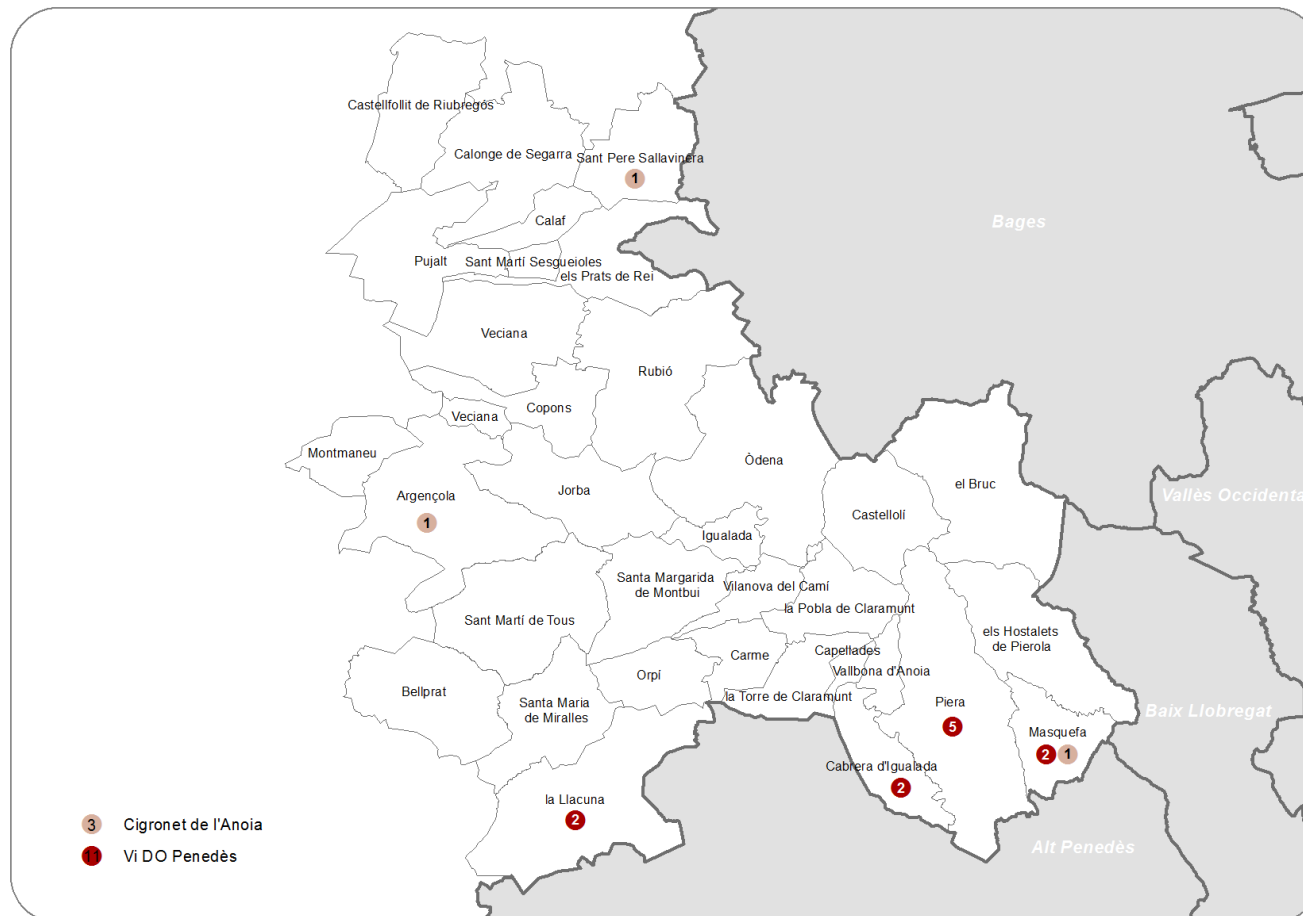 Castellfollit de Riubregós
Calonge de Segarra
Sant Pere Sallavinera
1
Calaf
Bages
Pujalt
Sant Martí Sesgueioles
els Prats de Rei
Veciana
Rubió
Copons
Veciana
Montmaneu
Òdena
Argençola
Jorba
el Bruc
Vallès Occidenta
1
Castellolí
Igualada
Santa Margarida
de Montbui
Vilanova del Camí
la Pobla de Claramunt
Sant Martí de Tous
els Hostalets
de Pierola
Carme
Capellades
Vallbona d'Anoia
Orpí
Bellprat
la Torre de Claramunt
Santa Maria
de Miralles
Piera
5
Baix Llobregat
Masquefa
2 1
Cabrera d'Igualada
2
la Llacuna
2
Alt Penedès
3 Cigronet de l'Anoia
11 Vi DO Penedès